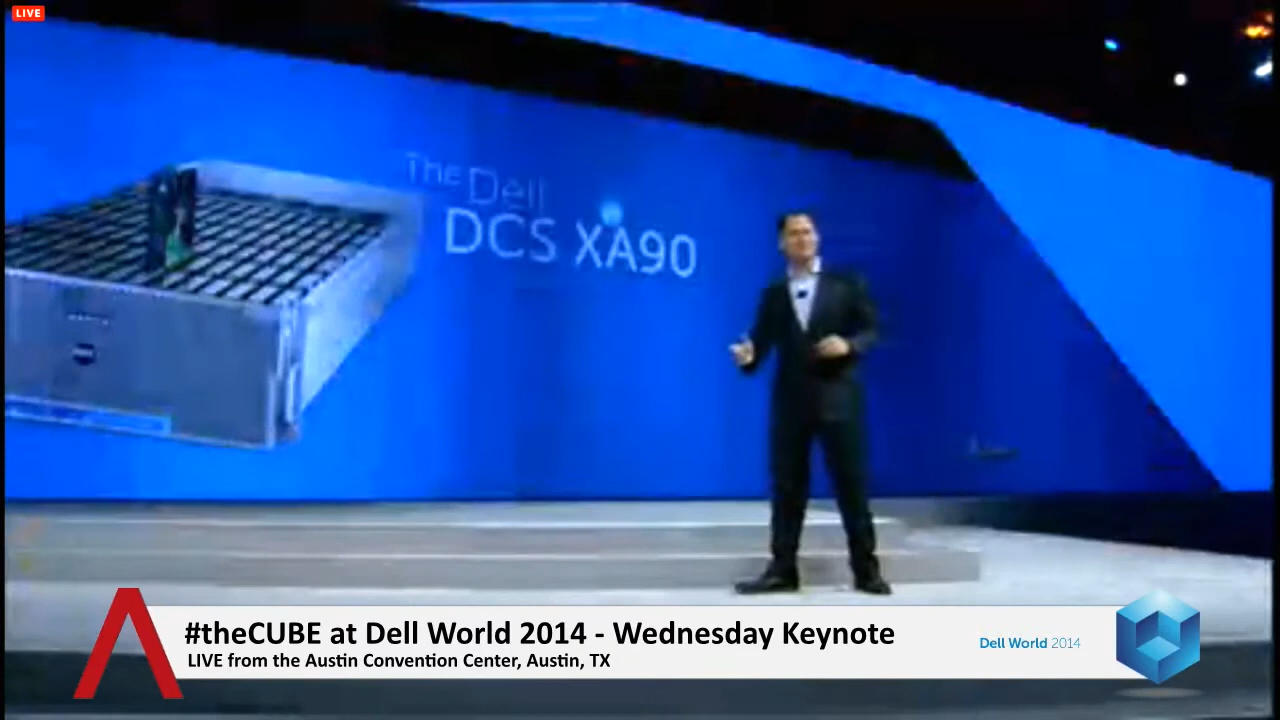 LIVE
The Dell
DCS XA90
#theCUBE at Dell World 2014 - Wednesday Keynote
LIVE from the Austin Convention Center, Austin, TX
Dell World 2014